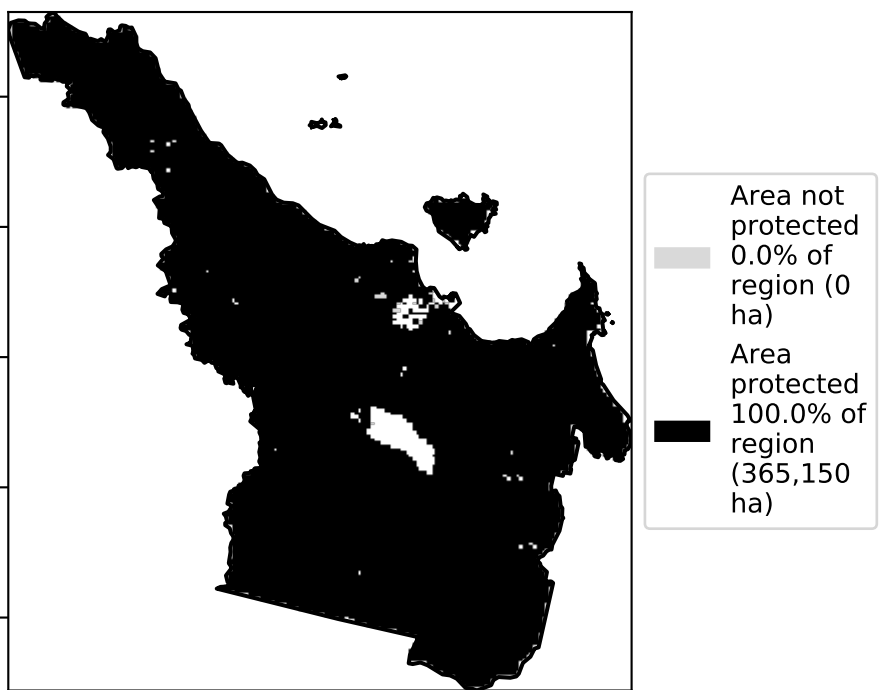 Area not
protected
0.0% of
region (0
ha)
Area
protected
100.0% of
region
(365,150
ha)